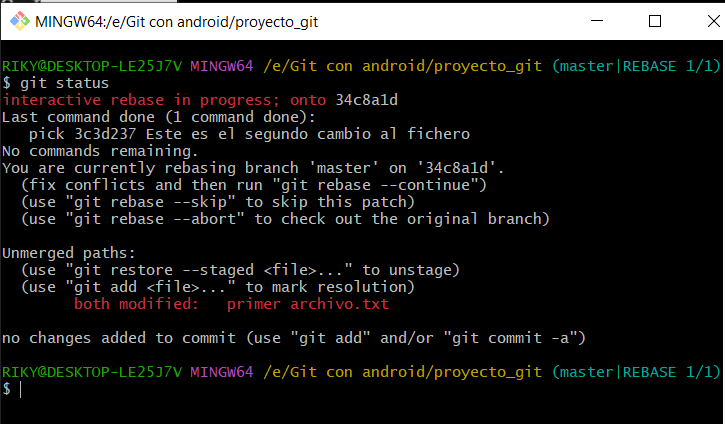 MINGW64:/e/Git con android/proyecto_git
RIKY@DESKTOP-LE25J7V MINGW64 /e/Git con android/proyecto_git (master|REBASE 1/1)
$ git status
interactive rebase in progress; onto 34c8a1d
Last command done (1 command done):
   pick 3c3d237 Este es el segundo cambio al fichero
No commands remaining.
You are currently rebasing branch 'master' on '34c8a1d'.
  (fix conflicts and then run "git rebase --continue")
  (use "git rebase --skip" to skip this patch)
  (use "git rebase --abort" to check out the original branch)

Unmerged paths:
  (use "git restore --staged <file>..." to unstage)
  (use "git add <file>..." to mark resolution)
        both modified:   primer archivo.txt

no changes added to commit (use "git add" and/or "git commit -a")

RIKY@DESKTOP-LE25J7V MINGW64 /e/Git con android/proyecto_git (master|REBASE 1/1)
$